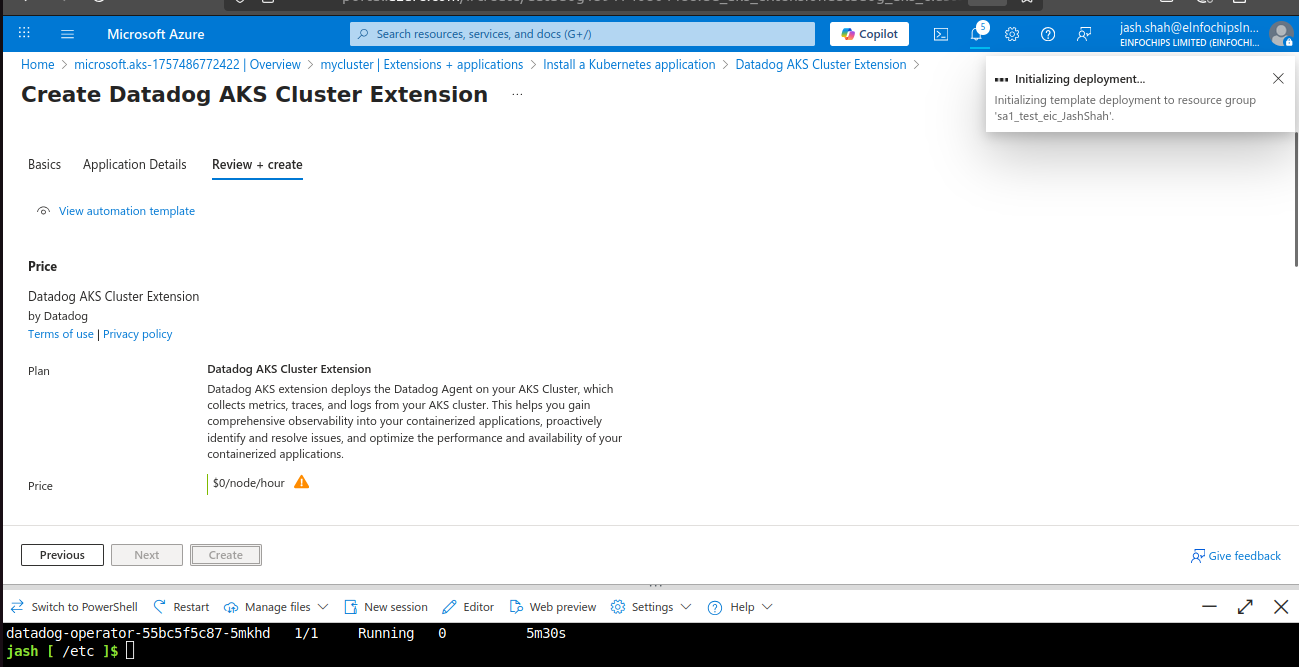 Microsoft Azure
Search resources, services, and docs (G+/)
Copilot
5
jash.shah@eInfochipsIn...
EINFOCHIPS LIMITED (EINFOCHI...
Home > microsoft.aks-1757486772422 | Overview > mycluster | Extensions + applications > Install a Kubernetes application > Datadog AKS Cluster Extension >
Create Datadog AKS Cluster Extension ...
Initializing deployment...
Initializing template deployment to resource group
'sa1_test_eic_JashShah'.
Basics Application Details Review + create
View automation template
Price
Datadog AKS Cluster Extension
by Datadog
Terms of use | Privacy policy
Plan
Datadog AKS Cluster Extension
Datadog AKS extension deploys the Datadog Agent on your AKS Cluster, which
collects metrics, traces, and logs from your AKS cluster. This helps you gain
comprehensive observability into your containerized applications, proactively
identify and resolve issues, and optimize the performance and availability of your
containerized applications.
Price $0/node/hour
Previous Next Create
Give feedback
Switch to PowerShell Restart Manage files New session Editor Web preview Settings Help
datadog-operator-55bc5f5c87-5mkhd 1/1 Running 0 5m30s
jash [ /etc ]$